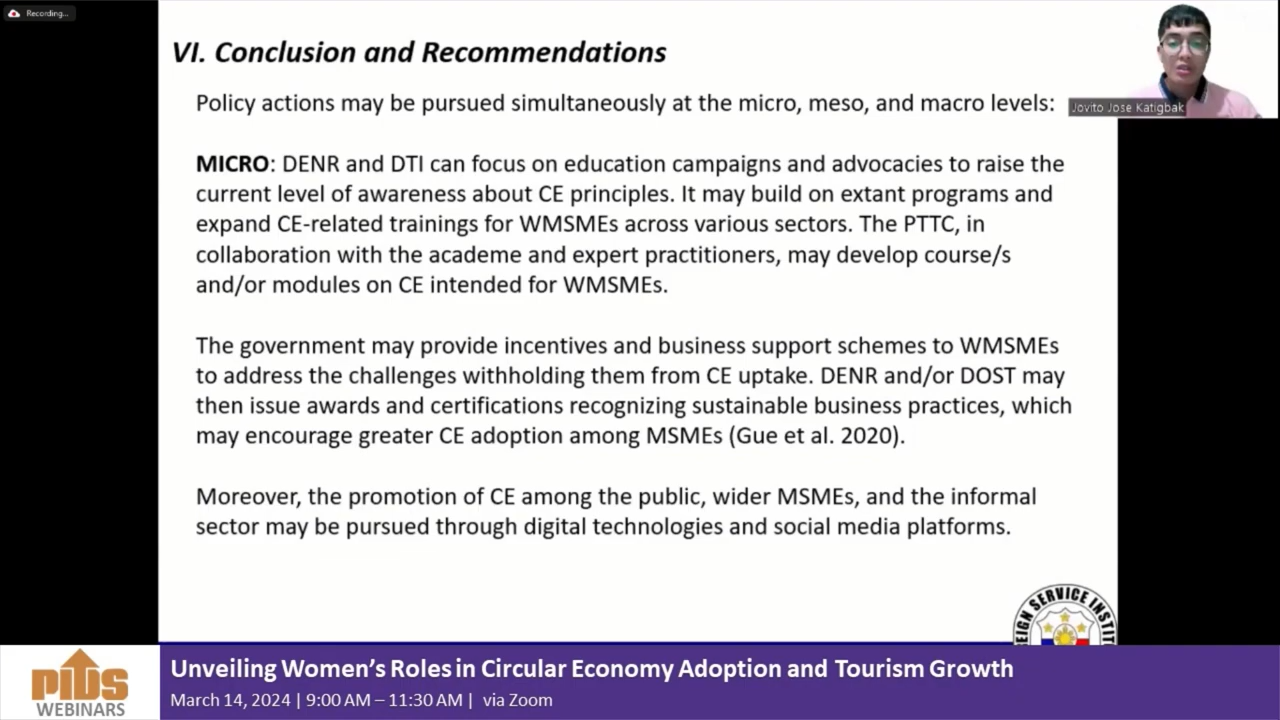 Recording...
VI. Conclusion and Recommendations
Policy actions may be pursued simultaneously at the micro, meso, and macro levels:
Jovito Jose Katigbak
MICRO: DENR and DTI can focus on education campaigns and advocacies to raise the
current level of awareness about CE principles. It may build on extant programs and
expand CE-related trainings for WMSMEs across various sectors. The PTTC, in
collaboration with the academe and expert practitioners, may develop course/s
and/or modules on CE intended for WMSMEs.
The government may provide incentives and business support schemes to WMSMEs
to address the challenges withholding them from CE uptake. DENR and/or DOST may
then issue awards and certifications recognizing sustainable business practices, which
may encourage greater CE adoption among MSMEs (Gue et al. 2020).
Moreover, the promotion of CE among the public, wider MSMEs, and the informal
sector may be pursued through digital technologies and social media platforms.
EIGN SERVICE INSTIT
pids
WEBINARS
Unveiling Women's Roles in Circular Economy Adoption and Tourism Growth
March 14, 2024 | 9:00 AM – 11:30 AM | via Zoom